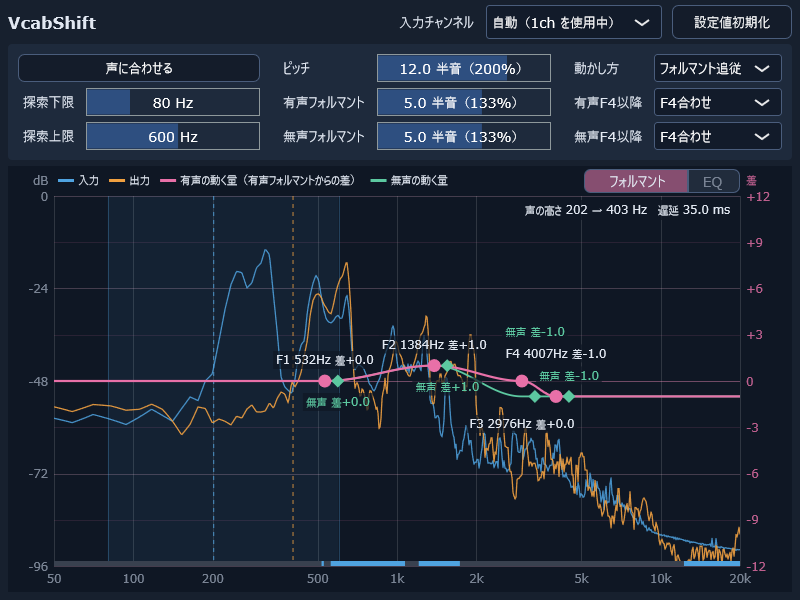 VcabShift
入力チャンネル 自動（1ch を使用中） 設定値初期化
声に合わせる ピッチ 12.0 半音（200%） 動かし方 フォルマント追従
探索下限 80 Hz 有声フォルマント 5.0 半音（133%） 有声F4以降 F4合わせ
探索上限 600 Hz 無声フォルマント 5.0 半音（133%） 無声F4以降 F4合わせ
dB 入力 出力 有声の動く量（有声フォルマントからの差） 無声の動く量 フォルマント EQ 差
0 声の高さ 202 → 403 Hz 遅延 35.0 ms +12
+9
-24 +6
無声 差-1.0 +3
F2 1384Hz 差+1.0
F1 532Hz 差+0.0 F4 4007Hz 差-1.0
-48 無声 差+1.0 無声 差-1.0 0
無声 差+0.0
F3 2976Hz 差+0.0 -3
-72 -6
-9
-96 -12
50 100 200 500 1k 2k 5k 10k 20k